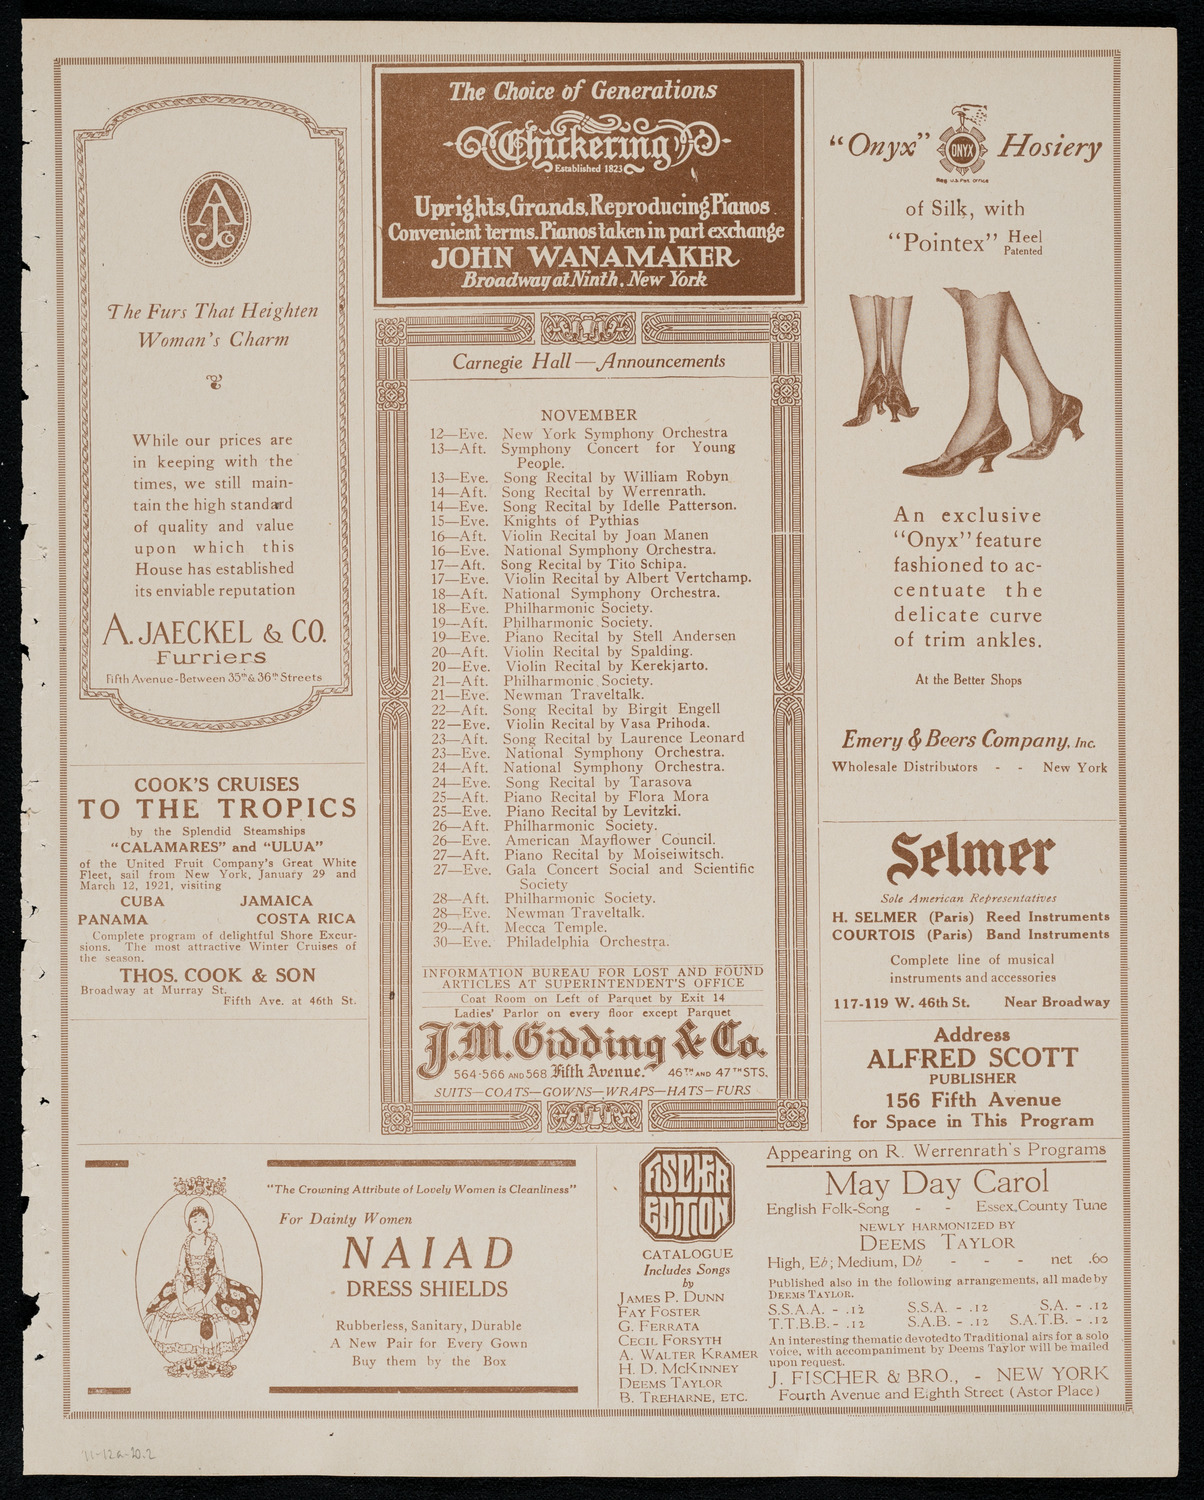 AJCo
The Furs That Heighten
Woman's Charm
While our prices are
in keeping with the
times, we still main-
tain the high standard
of quality and value
upon which this
House has established
its enviable reputation
A. JAECKEL & CO.
Furriers
Fifth Avenue-Between 35th & 36th Streets
COOK'S CRUISES
TO THE TROPICS
by the Splendid Steamships
"CALAMARES" and "ULUA"
of the United Fruit Company's Great White
Fleet, sail from New York, January 29 and
March 12, 1921, visiting
CUBA JAMAICA
PANAMA COSTA RICA
Complete program of delightful Shore Excur-
sions. The most attractive Winter Cruises of
the season.
THOS. COOK & SON
Broadway at Murray St.
Fifth Ave. at 46th St.
The Choice of Generations
Chickering
Established 1823
Uprights, Grands, Reproducing Pianos
Convenient terms. Pianos taken in part exchange
JOHN WANAMAKER
Broadway at Ninth, New York
Carnegie Hall — Announcements
NOVEMBER
12—Eve. New York Symphony Orchestra
13—Aft. Symphony Concert for Young
People.
13—Eve. Song Recital by William Robyn
14—Aft. Song Recital by Werrenrath.
14—Eve. Song Recital by Idelle Patterson.
15—Eve. Knights of Pythias
16—Aft. Violin Recital by Joan Manen
16—Eve. National Symphony Orchestra.
17—Aft. Song Recital by Tito Schipa.
17—Eve. Violin Recital by Albert Vertchamp.
18—Aft. National Symphony Orchestra.
18—Eve. Philharmonic Society.
19—Aft. Philharmonic Society.
19—Eve. Piano Recital by Stell Andersen
20—Aft. Violin Recital by Spalding.
20—Eve. Violin Recital by Kerekjarto.
21—Aft. Philharmonic Society.
21—Eve. Newman Traveltalk.
22—Aft. Song Recital by Birgit Engell
22—Eve. Violin Recital by Vasa Prihoda.
23—Aft. Song Recital by Laurence Leonard
23—Eve. National Symphony Orchestra.
24—Aft. National Symphony Orchestra.
24—Eve. Song Recital by Tarasova
25—Aft. Piano Recital by Flora Mora
25—Eve. Piano Recital by Levitzki.
26—Aft. Philharmonic Society.
26—Eve. American Mayflower Council.
27—Aft. Piano Recital by Moiseiwitsch.
27—Eve. Gala Concert Social and Scientific
Society
28—Aft. Philharmonic Society.
28—Eve. Newman Traveltalk.
29—Aft. Mecca Temple.
30—Eve. Philadelphia Orchestra.
INFORMATION BUREAU FOR LOST AND FOUND
ARTICLES AT SUPERINTENDENT'S OFFICE
Coat Room on Left of Parquet by Exit 14
Ladies' Parlor on every floor except Parquet
J.M. Gidding & Co.
564-566 AND 568 Fifth Avenue. 46TH AND 47TH STS.
SUITS—COATS—GOWNS—WRAPS—HATS—FURS
"Onyx" ONYX Hosiery
Reg. U.S. Pat. Office
of Silk, with
"Pointex" Heel
Patented
An exclusive
"Onyx" feature
fashioned to ac-
centuate the
delicate curve
of trim ankles.
At the Better Shops
Emery & Beers Company, Inc.
Wholesale Distributors - - New York
Selmer
Sole American Representatives
H. SELMER (Paris) Reed Instruments
COURTOIS (Paris) Band Instruments
Complete line of musical
instruments and accessories
117-119 W. 46th St. Near Broadway
Address
ALFRED SCOTT
PUBLISHER
156 Fifth Avenue
for Space in This Program
"The Crowning Attribute of Lovely Women is Cleanliness"
For Dainty Women
NAIAD
DRESS SHIELDS
Rubberless, Sanitary, Durable
A New Pair for Every Gown
Buy them by the Box
FISCHER
EDITION
CATALOGUE
Includes Songs
by
JAMES P. DUNN
FAY FOSTER
G. FERRATA
CECIL FORSYTH
A. WALTER KRAMER
H. D. McKINNEY
DEEMS TAYLOR
B. TREHARNE, ETC.
Appearing on R. Werrenrath's Programs
May Day Carol
English Folk-Song - - Essex County Tune
NEWLY HARMONIZED BY
DEEMS TAYLOR
High, E♭; Medium, D♭ - - - net .60
Published also in the following arrangements, all made by
DEEMS TAYLOR.
S.S.A.A. - .12 S.S.A. - .12 S.A. - .12
T.T.B.B. - .12 S.A.B. - .12 S.A.T.B. - .12
An interesting thematic devoted to Traditional airs for a solo
voice, with accompaniment by Deems Taylor will be mailed
upon request.
J. FISCHER & BRO., - NEW YORK
Fourth Avenue and Eighth Street (Astor Place)
11-12a-20.2